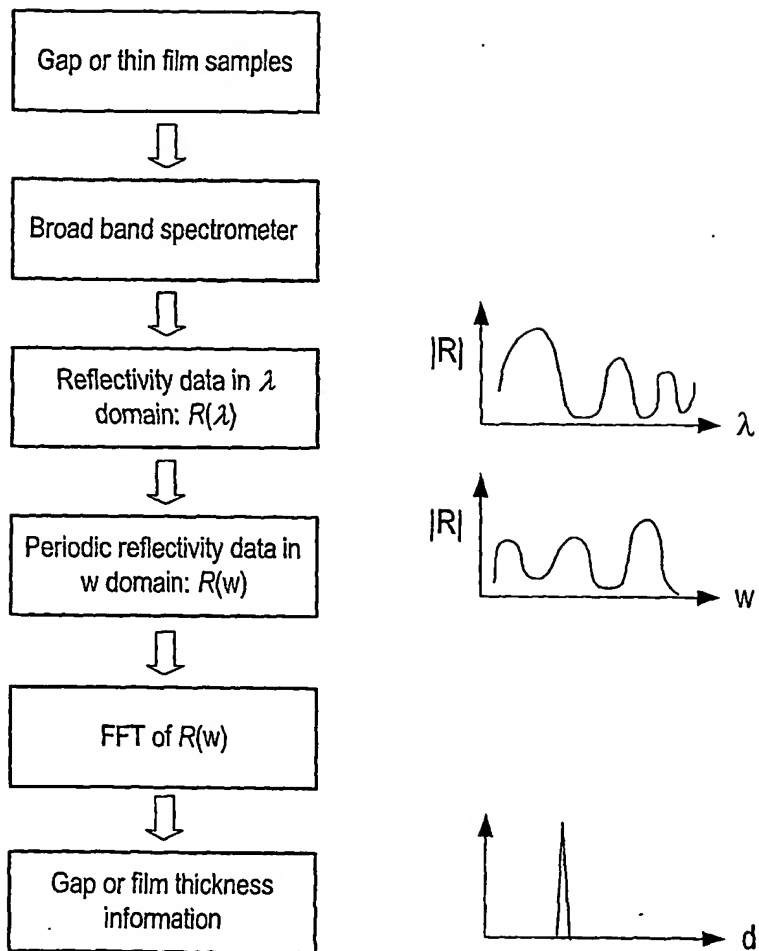 Gap or thin film samples
Broad band spectrometer
Reflectivity data in λ
domain: R(λ)
|R|
λ
Periodic reflectivity data in
w domain: R(w)
|R|
w
FFT of R(w)
Gap or film thickness
information
d